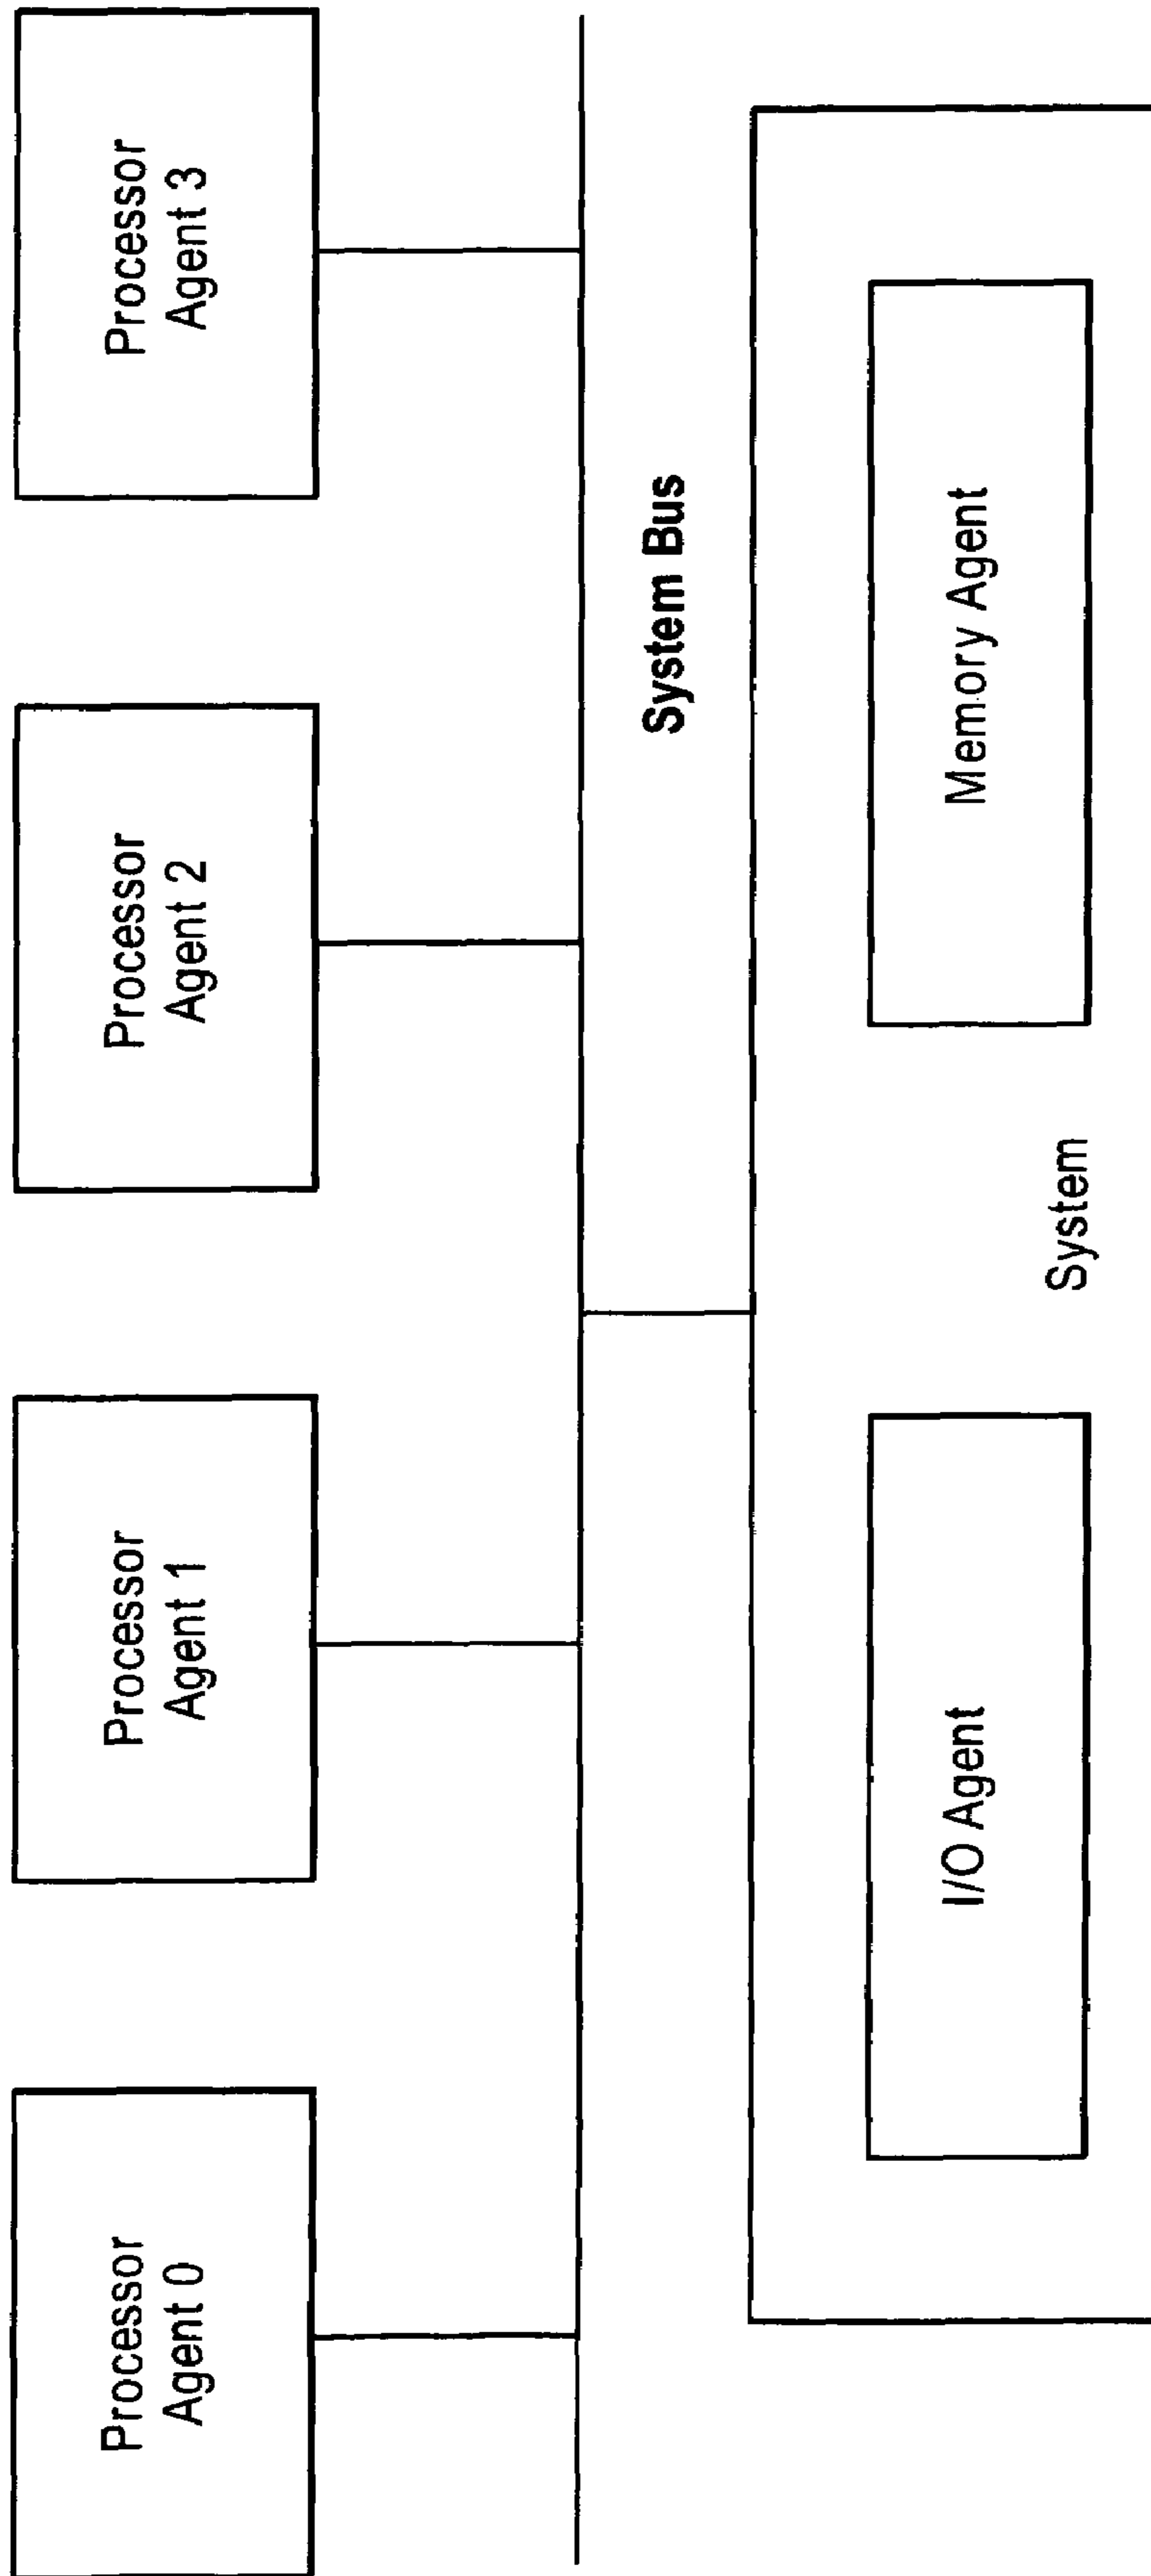 Processor
Agent 0
Processor
Agent 1
Processor
Agent 2
Processor
Agent 3
System Bus
I/O Agent
Memory Agent
System